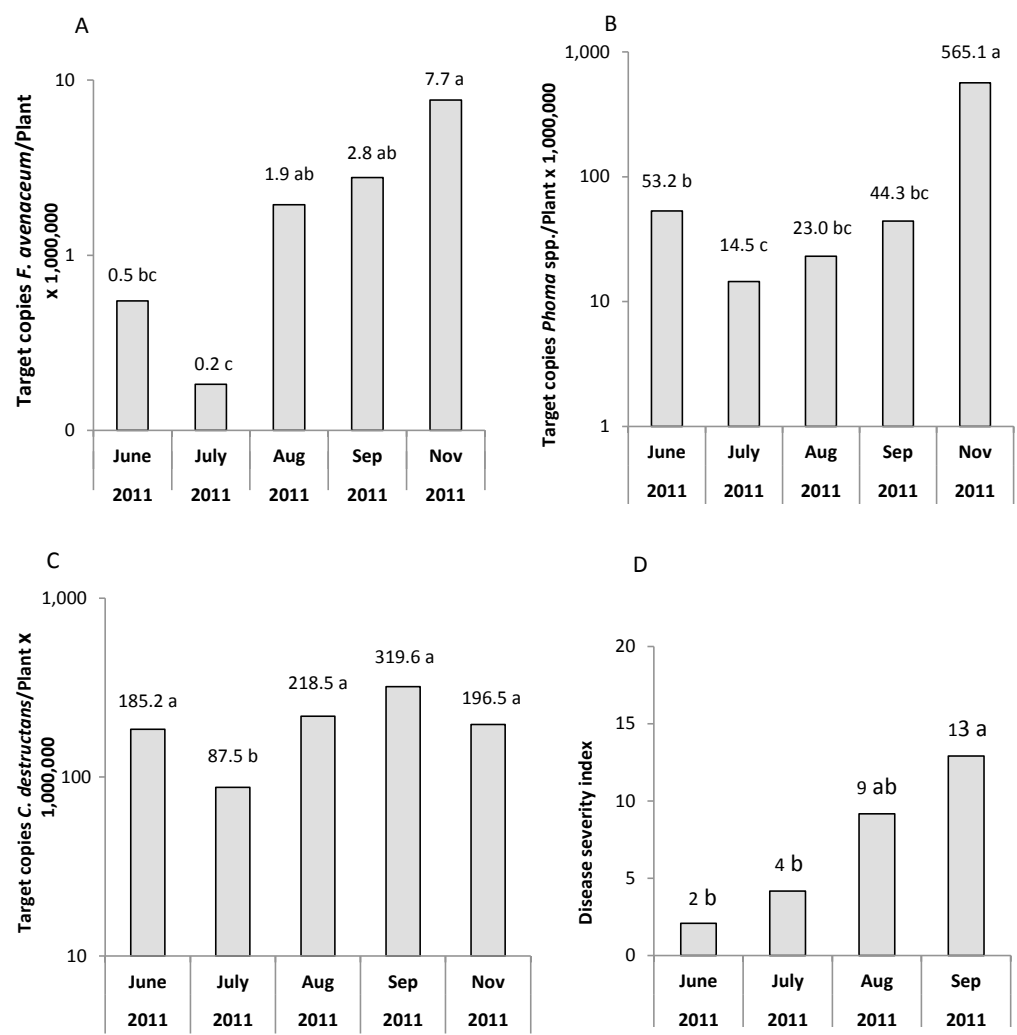 A
Target copies F. avenaceum/Plant
x 1,000,000
10
1
0
0.5 bc
0.2 c
1.9 ab
2.8 ab
7.7 a
June July Aug Sep Nov
2011 2011 2011 2011 2011
B
Target copies Phoma spp./Plant x 1,000,000
1,000
100
10
1
53.2 b
14.5 c
23.0 bc
44.3 bc
565.1 a
June July Aug Sep Nov
2011 2011 2011 2011 2011
C
Target copies C. destructans/Plant x
1,000,000
1,000
100
10
185.2 a
87.5 b
218.5 a
319.6 a
196.5 a
June July Aug Sep Nov
2011 2011 2011 2011 2011
D
Disease severity index
20
15
10
5
0
2 b
4 b
9 ab
13 a
June July Aug Sep
2011 2011 2011 2011